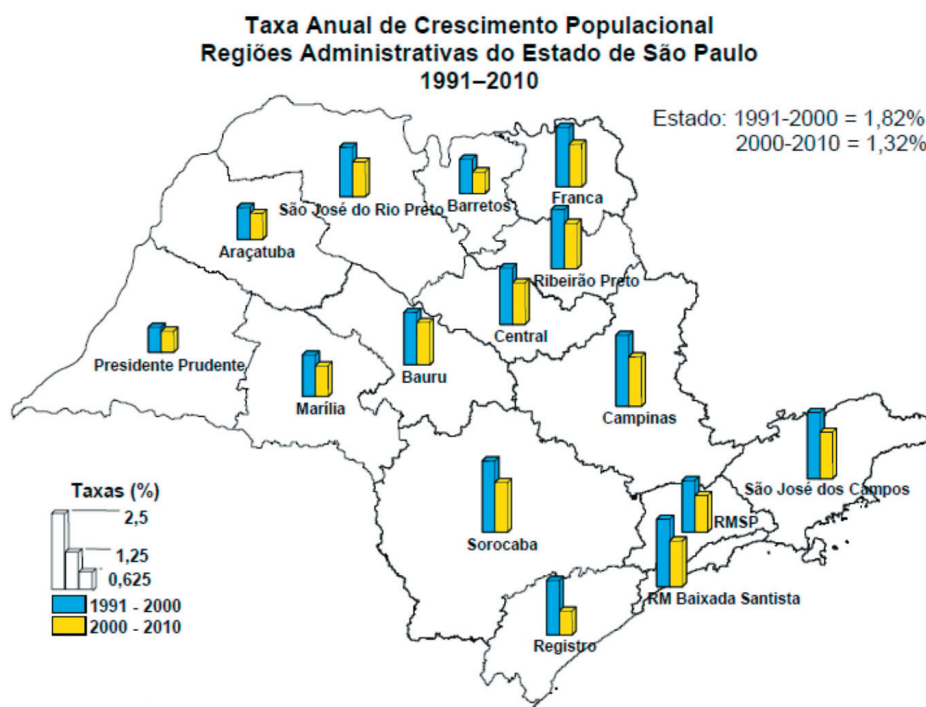 Taxa Anual de Crescimento Populacional
Regiões Administrativas do Estado de São Paulo
1991–2010
Estado: 1991-2000 = 1,82%
2000-2010 = 1,32%
São José do Rio Preto
Barretos
Franca
Araçatuba
Ribeirão Preto
Central
Presidente Prudente
Bauru
Marília
Campinas
São José dos Campos
Sorocaba
RMSP
RM Baixada Santista
Registro
Taxas (%)
2,5
1,25
0,625
1991 - 2000
2000 - 2010